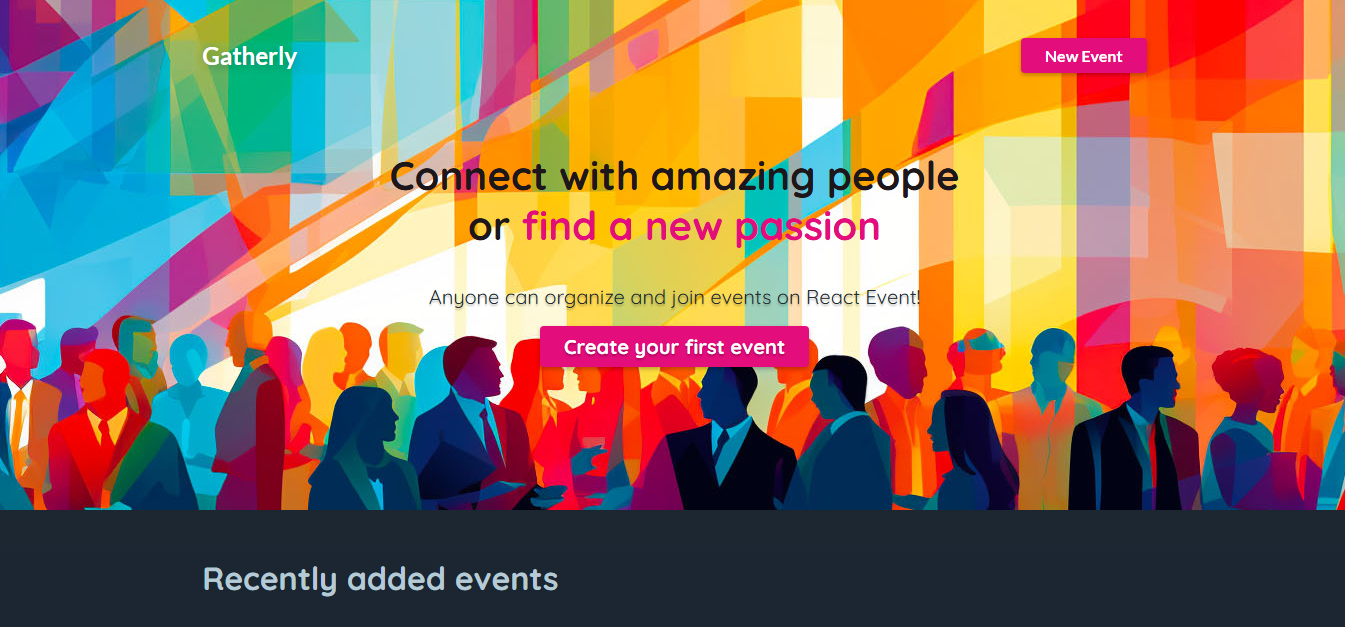 Gatherly
New Event
Connect with amazing people
or find a new passion
Anyone can organize and join events on React Event!
Create your first event
Recently added events